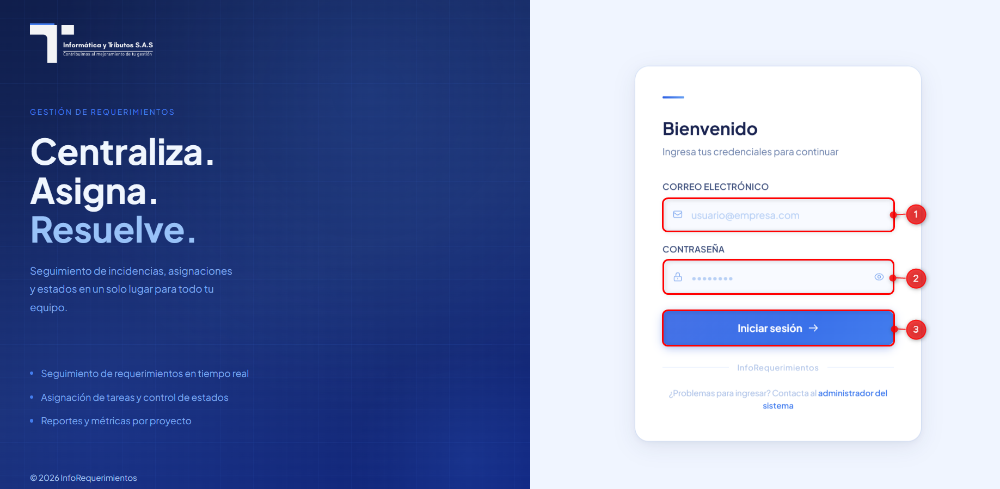 Informática y Tributos S.A.S
Contribuimos al mejoramiento de tu gestión
GESTIÓN DE REQUERIMIENTOS
Centraliza.
Asigna.
Resuelve.
Seguimiento de incidencias, asignaciones
y estados en un solo lugar para todo tu
equipo.
Seguimiento de requerimientos en tiempo real
Asignación de tareas y control de estados
Reportes y métricas por proyecto
© 2026 InfoRequerimientos
Bienvenido
Ingresa tus credenciales para continuar
CORREO ELECTRÓNICO
usuario@empresa.com
1
CONTRASEÑA
2
Iniciar sesión →
3
InfoRequerimientos
¿Problemas para ingresar? Contacta al administrador del
sistema